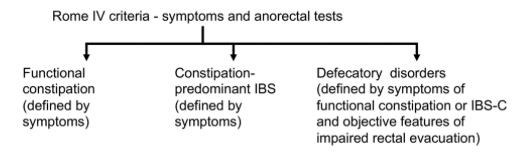 Rome IV criteria - symptoms and anorectal tests
Functional
constipation
(defined by
symptoms)
Constipation-
predominant IBS
(defined by
symptoms)
Defecatory disorders
(defined by symptoms of
functional constipation or IBS-C
and objective features of
impaired rectal evacuation)